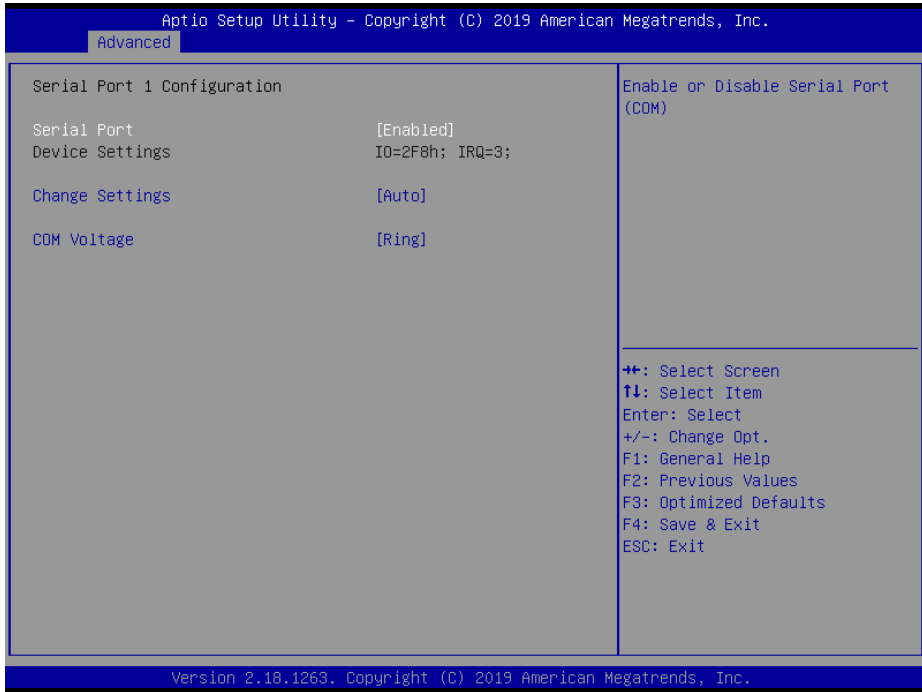 Aptio Setup Utility – Copyright (C) 2019 American Megatrends, Inc.
Advanced
Serial Port 1 Configuration
Serial Port [Enabled]
Device Settings IO=2F8h; IRQ=3;
Change Settings [Auto]
COM Voltage [Ring]
Enable or Disable Serial Port
(COM)
→←: Select Screen
↑↓: Select Item
Enter: Select
+/-: Change Opt.
F1: General Help
F2: Previous Values
F3: Optimized Defaults
F4: Save & Exit
ESC: Exit
Version 2.18.1263. Copyright (C) 2019 American Megatrends, Inc.